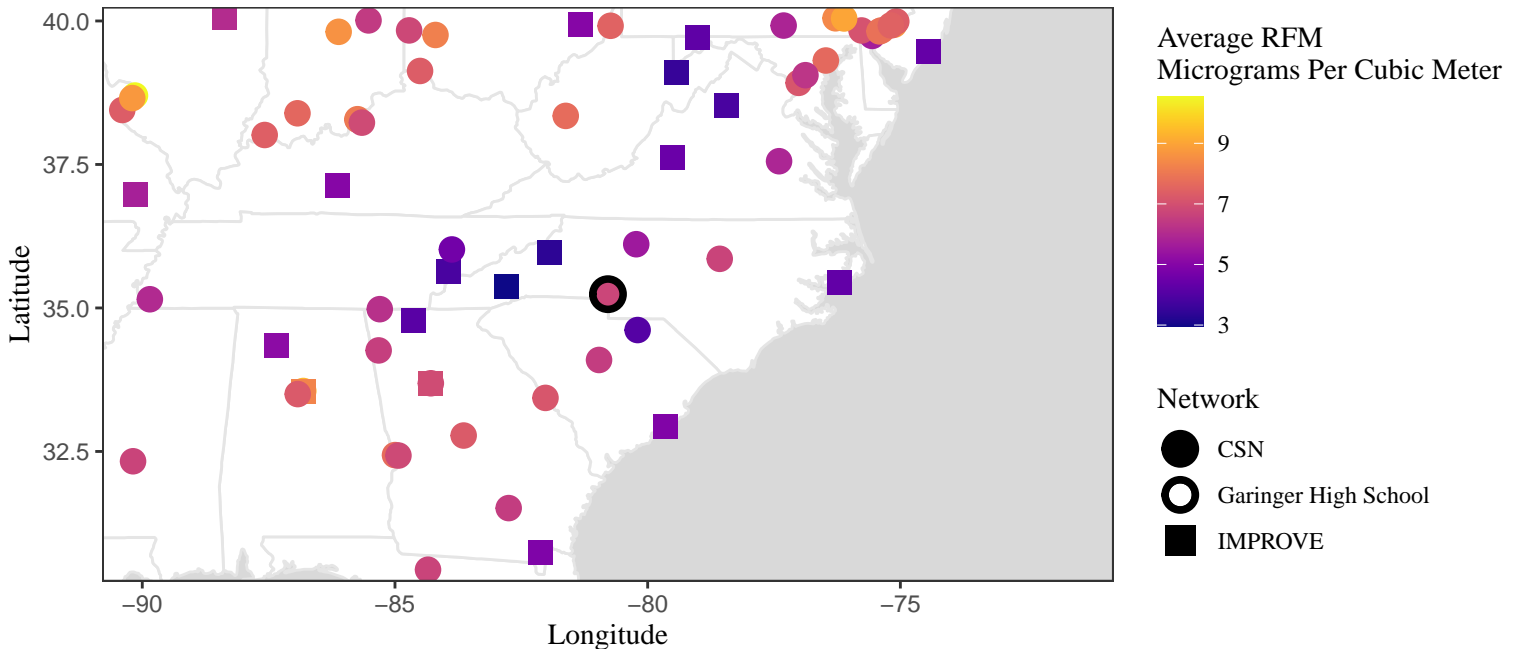 40.0
37.5
35.0
32.5
Latitude
−90
−85
−80
−75
Longitude
Average RFM
Micrograms Per Cubic Meter
9
7
5
3
Network
CSN
Garinger High School
IMPROVE